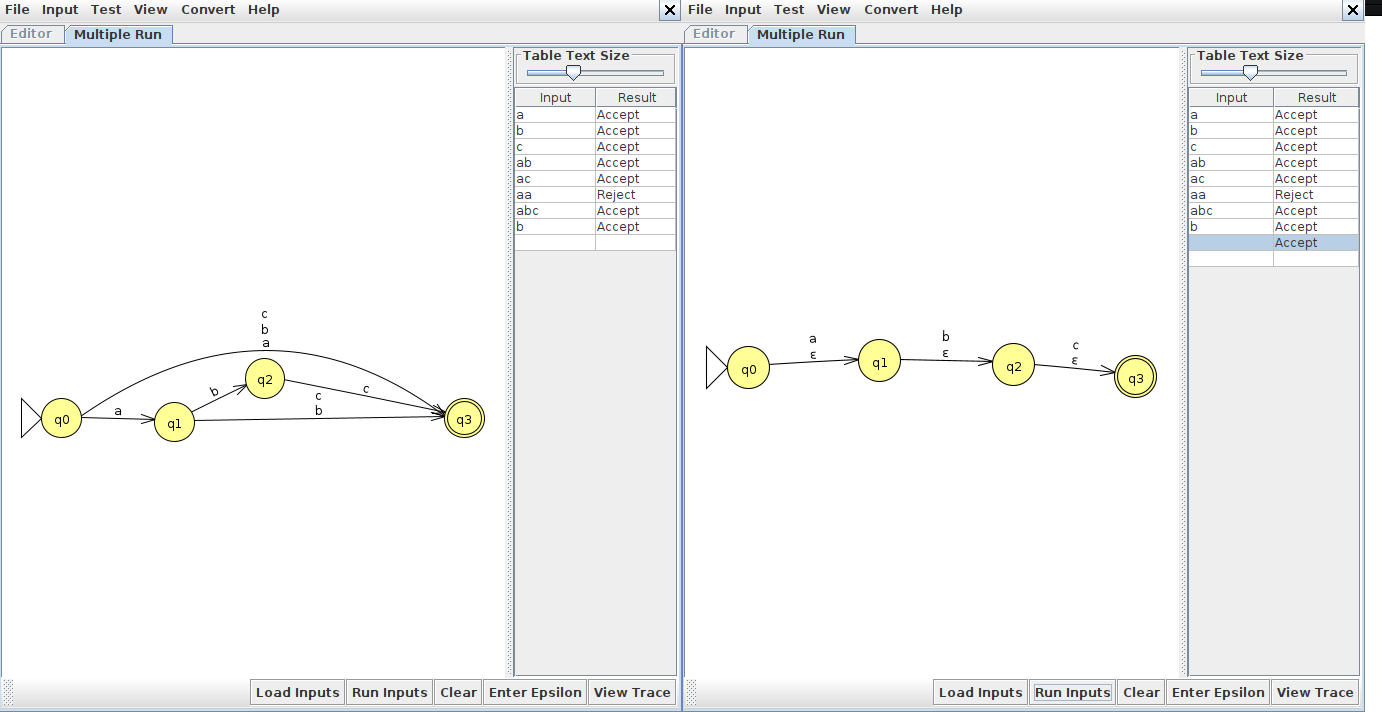 File Input Test View Convert Help
Editor Multiple Run
Table Text Size
Input Result
a Accept
b Accept
c Accept
ab Accept
ac Accept
aa Reject
abc Accept
b Accept
c
b
a
q2
b
c
c
b
q0
a
q1
q3
Load Inputs Run Inputs Clear Enter Epsilon View Trace
File Input Test View Convert Help
Editor Multiple Run
Table Text Size
Input Result
a Accept
b Accept
c Accept
ab Accept
ac Accept
aa Reject
abc Accept
b Accept
Accept
a
ε
b
ε
c
ε
q0
q1
q2
q3
Load Inputs Run Inputs Clear Enter Epsilon View Trace